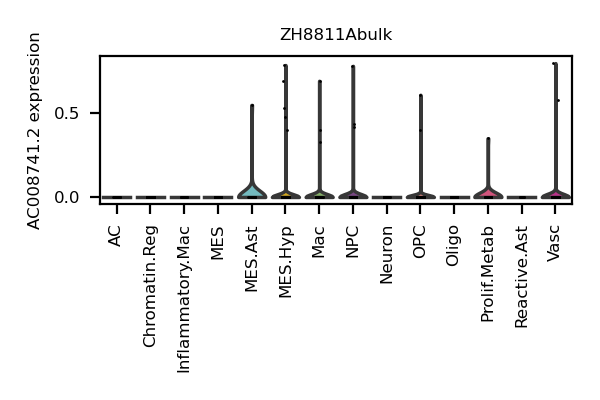 ZH8811Abulk
AC008741.2 expression
0.5
0.0
AC
Chromatin.Reg
Inflammatory.Mac
MES
MES.Ast
MES.Hyp
Mac
NPC
Neuron
OPC
Oligo
Prolif.Metab
Reactive.Ast
Vasc